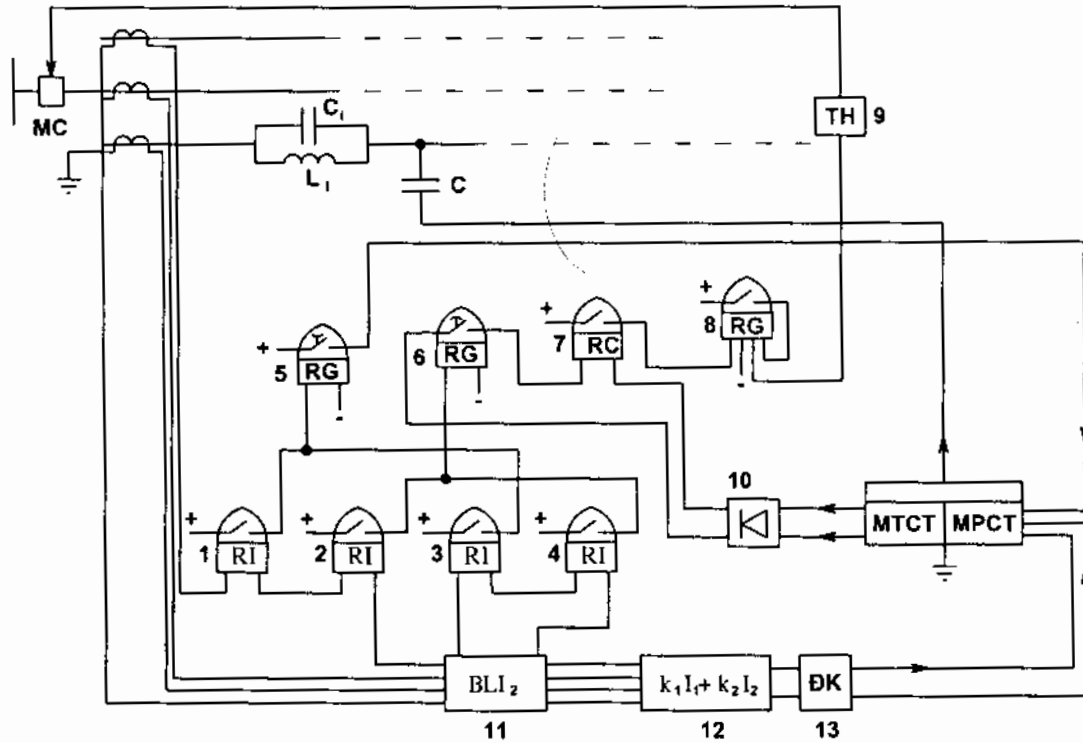 MC
C₁
L₁
C
TH 9
+
8 RG
-
+
7 RC
6 RG
-
+
5 RG
-
10
MTCT MPCT
+
1 RI
+
2 RI
+
3 RI
+
4 RI
BLI₂
k₁I₁+ k₂I₂
ĐK
11
12
13